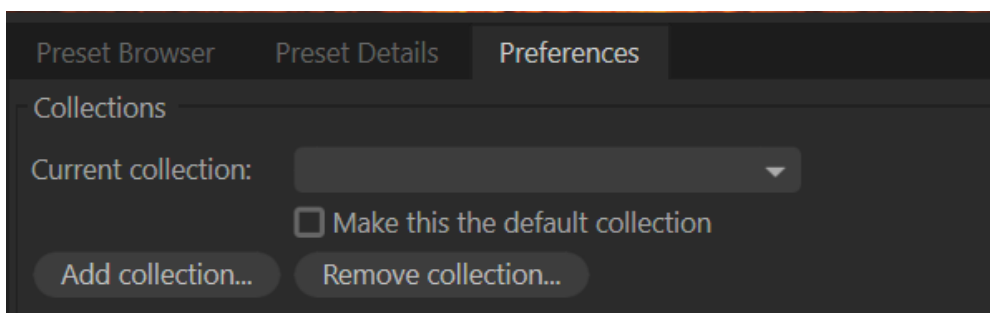 Preset Browser Preset Details Preferences
Collections
Current collection:
Make this the default collection
Add collection... Remove collection...